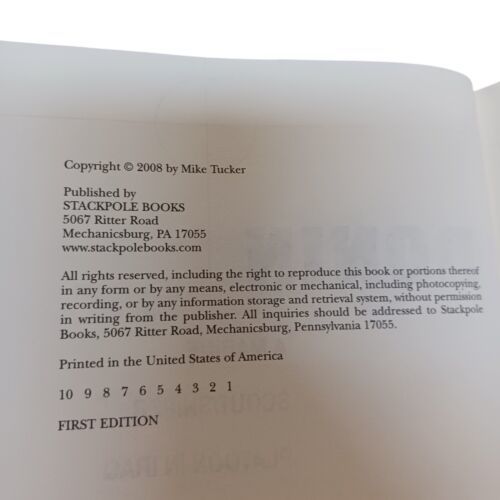 Copyright © 2008 by Mike Tucker
Published by
STACKPOLE BOOKS
5067 Ritter Road
Mechanicsburg, PA 17055
www.stackpolebooks.com
All rights reserved, including the right to reproduce this book or portions thereof
in any form or by any means, electronic or mechanical, including photocopying,
recording, or by any information storage and retrieval system, without permission
in writing from the publisher. All inquiries should be addressed to Stackpole
Books, 5067 Ritter Road, Mechanicsburg, Pennsylvania 17055.
Printed in the United States of America
10 9 8 7 6 5 4 3 2 1
FIRST EDITION